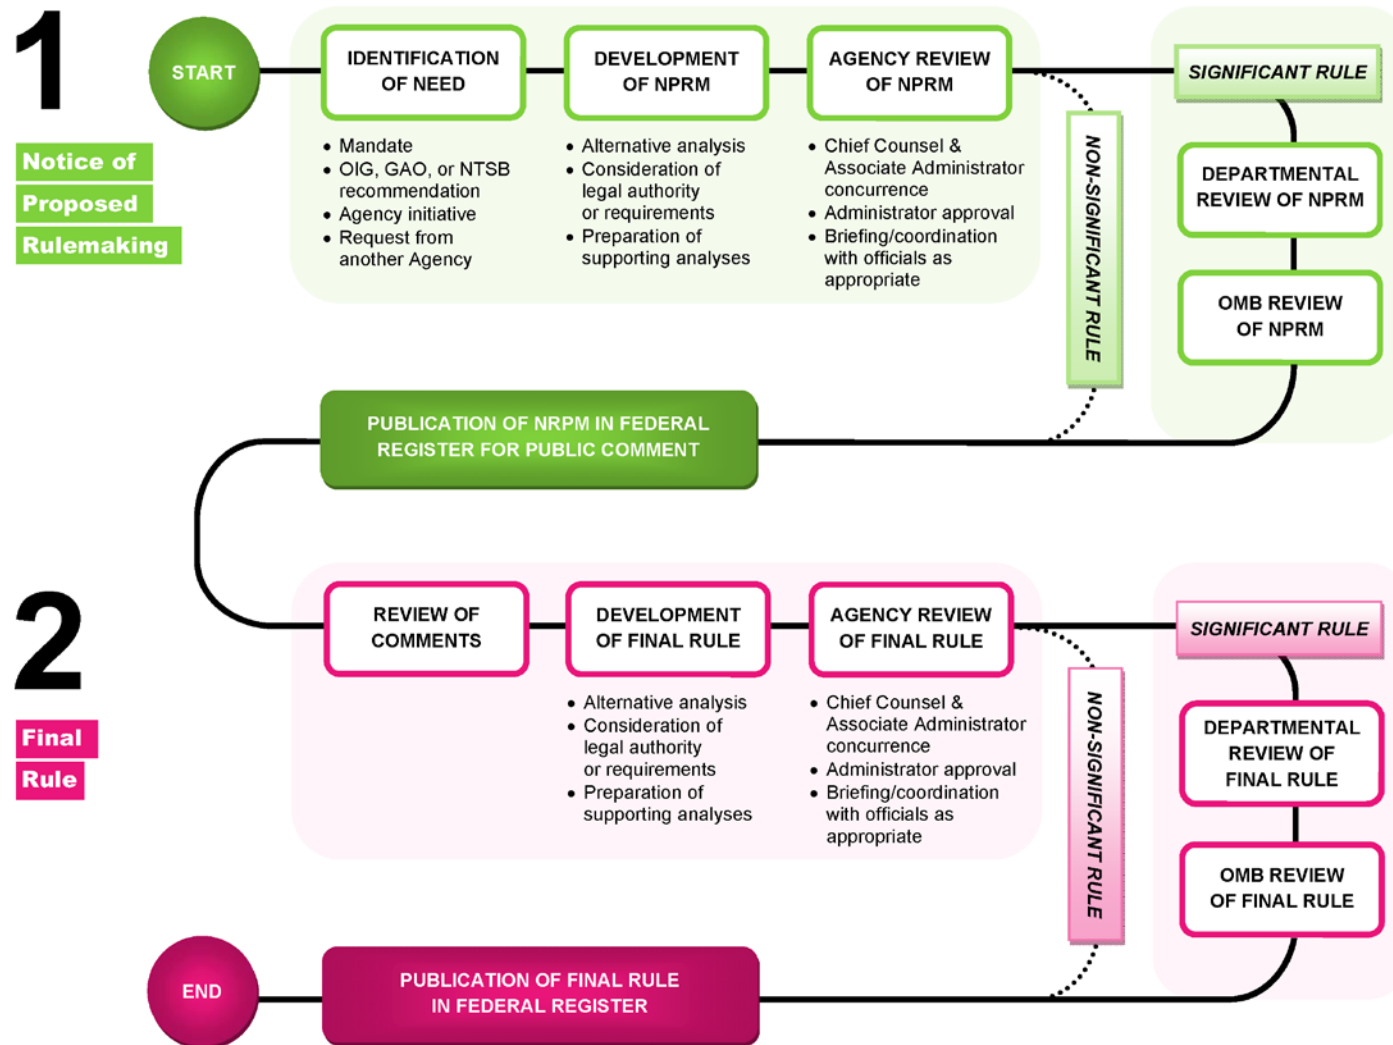 1
Notice of
Proposed
Rulemaking
START
IDENTIFICATION
OF NEED
• Mandate
• OIG, GAO, or NTSB
recommendation
• Agency initiative
• Request from
another Agency
DEVELOPMENT
OF NPRM
• Alternative analysis
• Consideration of
legal authority
or requirements
• Preparation of
supporting analyses
AGENCY REVIEW
OF NPRM
• Chief Counsel &
Associate Administrator
concurrence
• Administrator approval
• Briefing/coordination
with officials as
appropriate
NON-SIGNIFICANT RULE
SIGNIFICANT RULE
DEPARTMENTAL
REVIEW OF NPRM
OMB REVIEW
OF NPRM
PUBLICATION OF NRPM IN FEDERAL
REGISTER FOR PUBLIC COMMENT
2
Final
Rule
REVIEW OF
COMMENTS
DEVELOPMENT
OF FINAL RULE
• Alternative analysis
• Consideration of
legal authority
or requirements
• Preparation of
supporting analyses
AGENCY REVIEW
OF FINAL RULE
• Chief Counsel &
Associate Administrator
concurrence
• Administrator approval
• Briefing/coordination
with officials as
appropriate
NON-SIGNIFICANT RULE
SIGNIFICANT RULE
DEPARTMENTAL
REVIEW OF
FINAL RULE
OMB REVIEW
OF FINAL RULE
PUBLICATION OF FINAL RULE
IN FEDERAL REGISTER
END